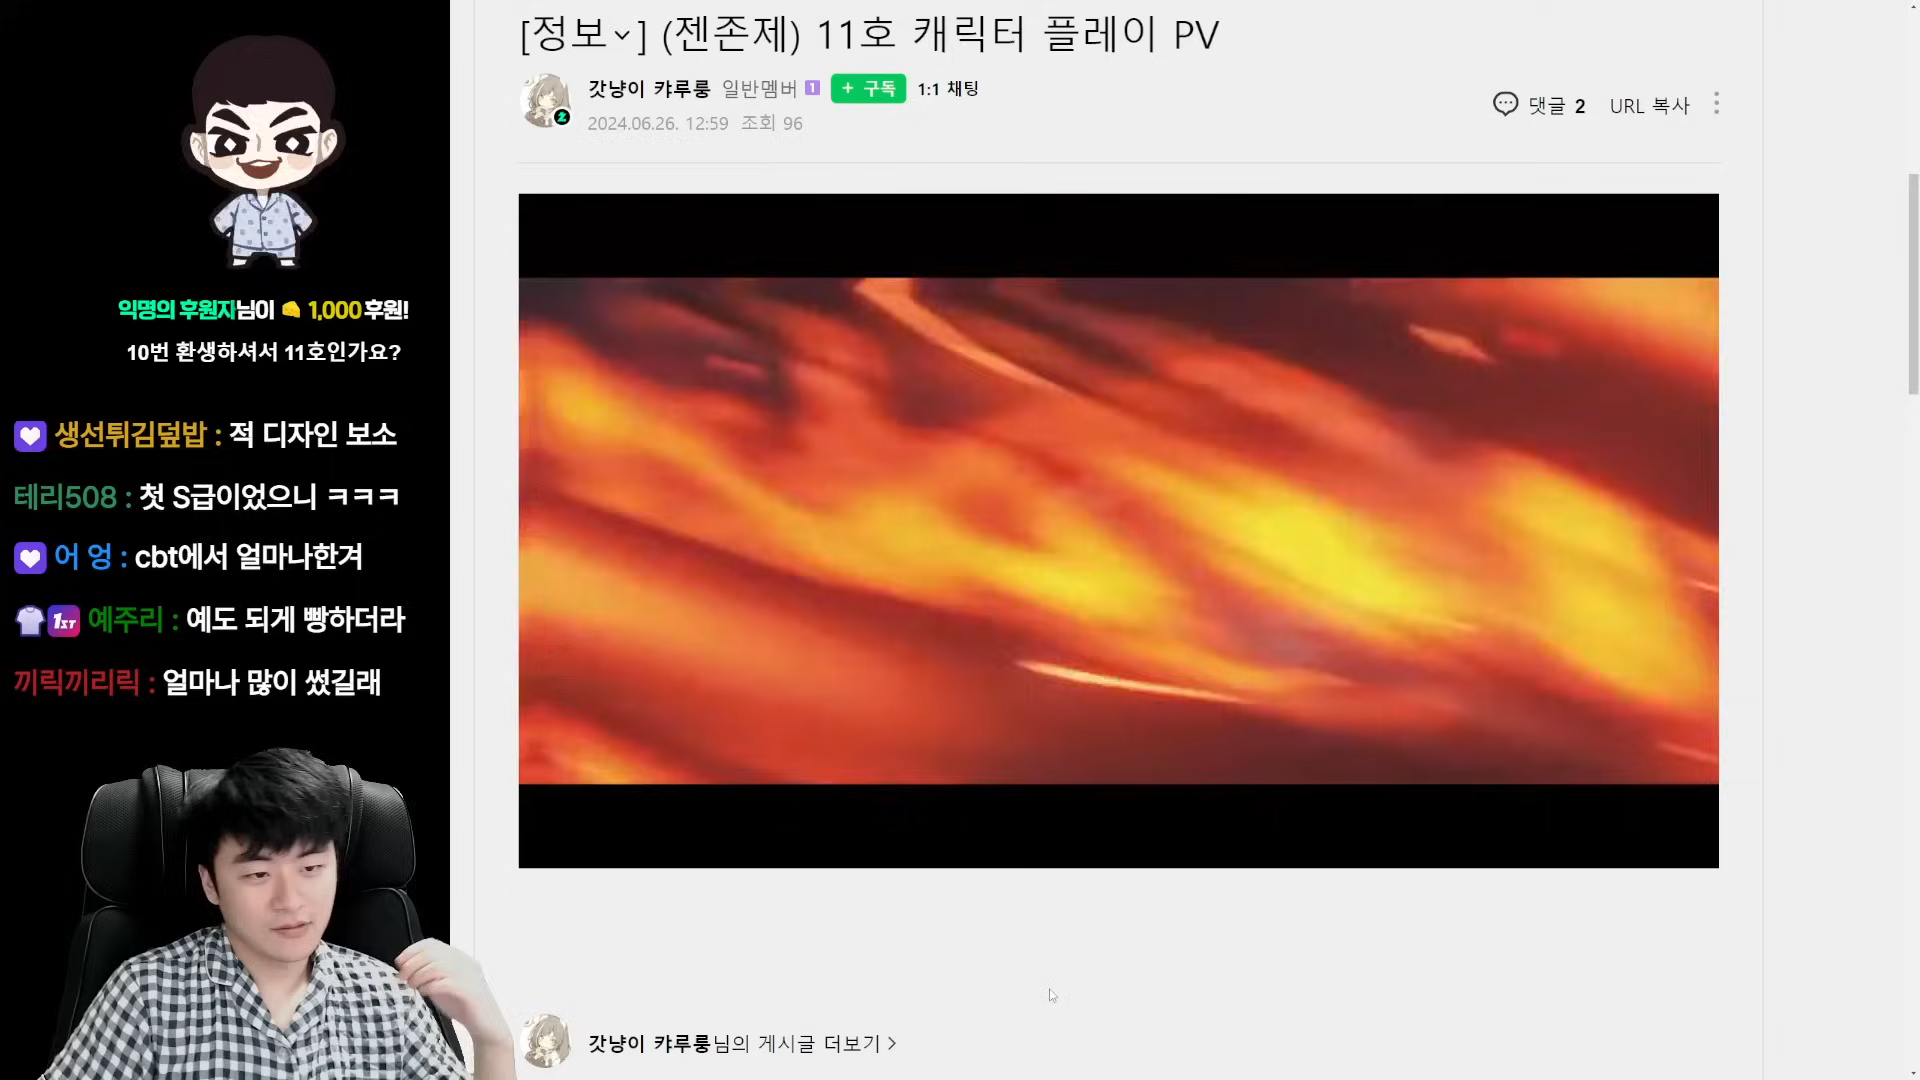 [정보] (젠존제) 11호 캐릭터 플레이 PV
갓냥이 캬루룽 일반멤버 1 + 구독 1:1 채팅
2024.06.26. 12:59 조회 96
댓글 2 URL 복사
익명의 후원자님이 1,000 후원!
10번 환생하셔서 11호인가요?
생선튀김덮밥 : 적 디자인 보소
테리508 : 첫 S급이었으니 ㅋㅋㅋ
어 엉 : cbt에서 얼마나한겨
1ST 예주리 : 예도 되게 빵하더라
끼릭끼리릭 : 얼마나 많이 썼길래
갓냥이 캬루룽님의 게시글 더보기 >